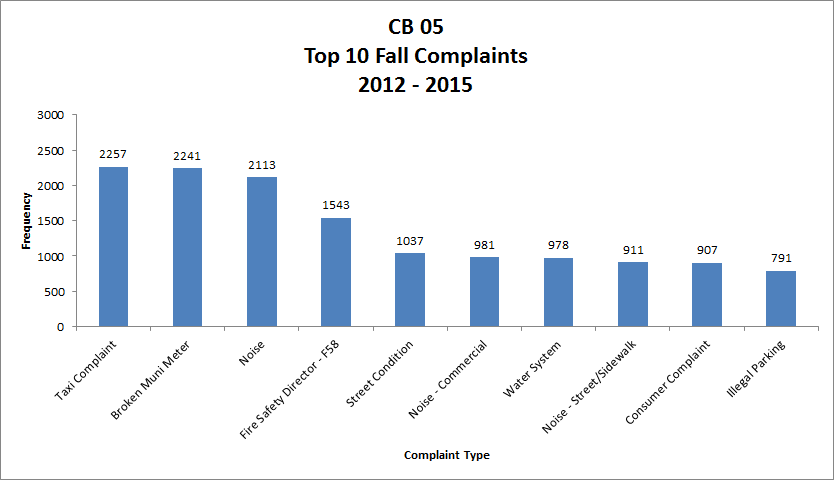 CB 05
Top 10 Fall Complaints
2012 - 2015
3000
2500
2000
1500
1000
500
0
Frequency
2257
2241
2113
1543
1037
981
978
911
907
791
Taxi Complaint
Broken Muni Meter
Noise
Fire Safety Director - F58
Street Condition
Noise - Commercial
Water System
Noise - Street/Sidewalk
Consumer Complaint
Illegal Parking
Complaint Type